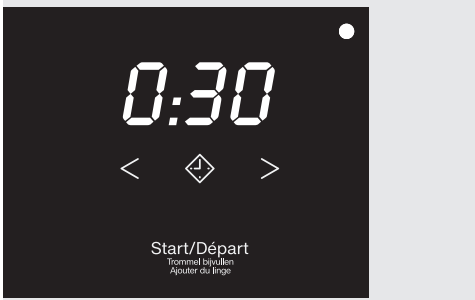 0:30
< >
Start/Départ
Trommel bijvullen
Ajouter du linge